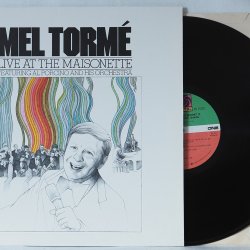 MEL TORMÉ
LIVE AT THE MAISONETTE
FEATURING AL PORCINO AND HIS ORCHESTRA